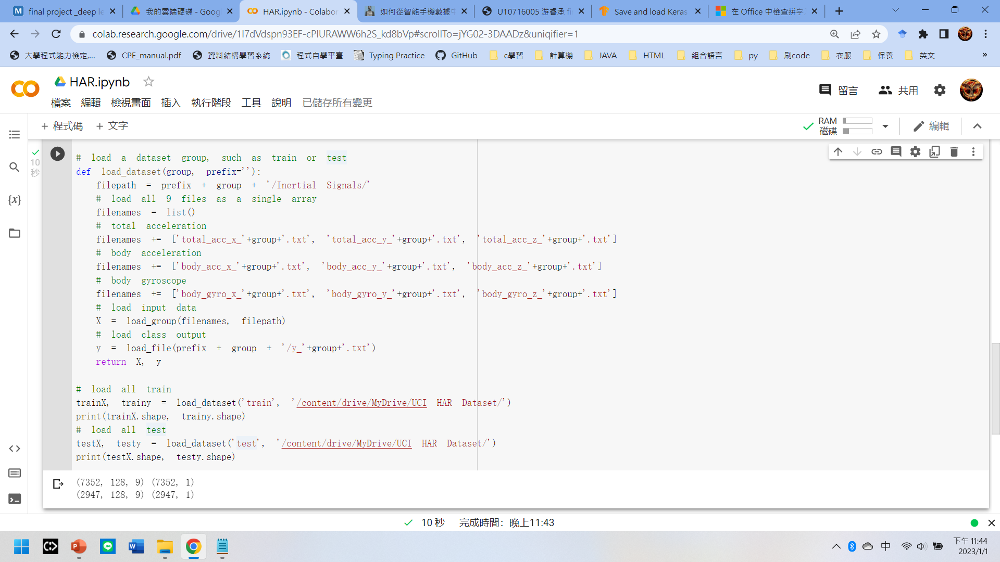 final project _deep le
我的雲端硬碟 - Goog
HAR.ipynb - Colabor
如何從智能手機數據中
U10716005 游睿承 fi
Save and load Keras
在 Office 中檢查拼字
colab.research.google.com/drive/1I7dVdspn93EF-cPlURAWW6h2S_kd8bVp#scrollTo=jYG02-3DAADz&uniqifier=1
大學程式能力檢定,...
CPE_manual.pdf
資料結構學習系統
程式自學平臺
Typing Practice
GitHub
c學習
計算機
JAVA
HTML
組合語言
py
刷code
衣服
保養
英文
»
HAR.ipynb
留言
共用
檔案 編輯 檢視畫面 插入 執行階段 工具 說明 已儲存所有變更
+ 程式碼 + 文字
RAM
磁碟
編輯
10
秒
# load a dataset group, such as train or test
def load_dataset(group, prefix=''):
filepath = prefix + group + '/Inertial Signals/'
# load all 9 files as a single array
filenames = list()
# total acceleration
filenames += ['total_acc_x_'+group+'.txt', 'total_acc_y_'+group+'.txt', 'total_acc_z_'+group+'.txt']
# body acceleration
filenames += ['body_acc_x_'+group+'.txt', 'body_acc_y_'+group+'.txt', 'body_acc_z_'+group+'.txt']
# body gyroscope
filenames += ['body_gyro_x_'+group+'.txt', 'body_gyro_y_'+group+'.txt', 'body_gyro_z_'+group+'.txt']
# load input data
X = load_group(filenames, filepath)
# load class output
y = load_file(prefix + group + '/y_'+group+'.txt')
return X, y
# load all train
trainX, trainy = load_dataset('train', '/content/drive/MyDrive/UCI HAR Dataset/')
print(trainX.shape, trainy.shape)
# load all test
testX, testy = load_dataset('test', '/content/drive/MyDrive/UCI HAR Dataset/')
print(testX.shape, testy.shape)
(7352, 128, 9) (7352, 1)
(2947, 128, 9) (2947, 1)
10 秒 完成時間: 晚上11:43
中
下午 11:44
2023/1/1